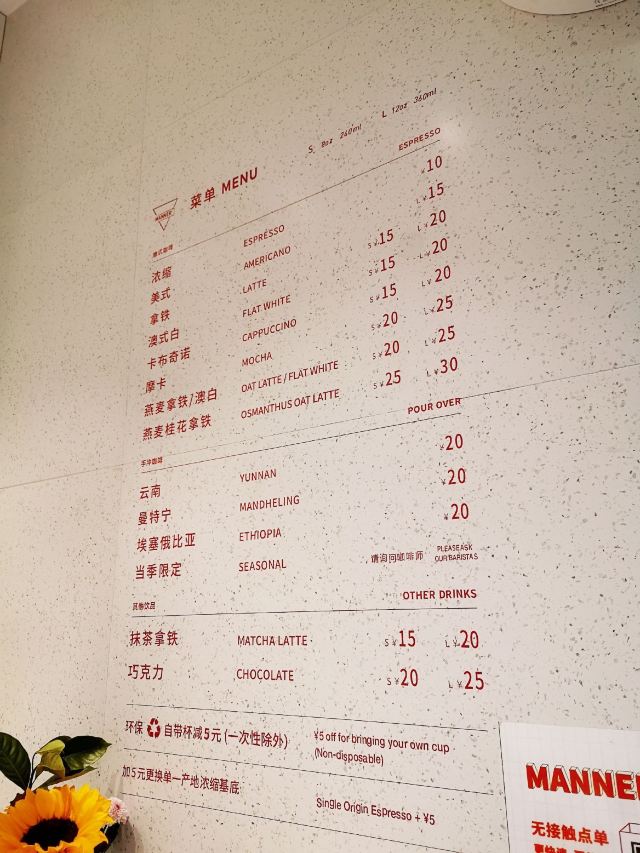 S 8oz 240ml L 12oz 360ml
MANNER 菜单 MENU
意式咖啡 ESPRESSO
浓缩 ESPRESSO ¥10
美式 AMERICANO L¥15
拿铁 LATTE S¥15 L¥20
澳式白 FLAT WHITE S¥15 L¥20
卡布奇诺 CAPPUCCINO S¥15 L¥20
摩卡 MOCHA S¥20 L¥25
燕麦拿铁/澳白 OAT LATTE / FLAT WHITE S¥20 L¥25
燕麦桂花拿铁 OSMANTHUS OAT LATTE S¥25 L¥30
手冲咖啡 POUR OVER
云南 YUNNAN ¥20
曼特宁 MANDHELING ¥20
埃塞俄比亚 ETHIOPIA ¥20
当季限定 SEASONAL 请询问咖啡师 PLEASE ASK
OUR BARISTAS
其他饮品 OTHER DRINKS
抹茶拿铁 MATCHA LATTE S¥15 L¥20
巧克力 CHOCOLATE S¥20 L¥25
环保 自带杯减5元 (一次性除外) ¥5 off for bringing your own cup
(Non-disposable)
加5元更换单一产地浓缩基底 Single Origin Espresso + ¥5
MANNER
无接触点单